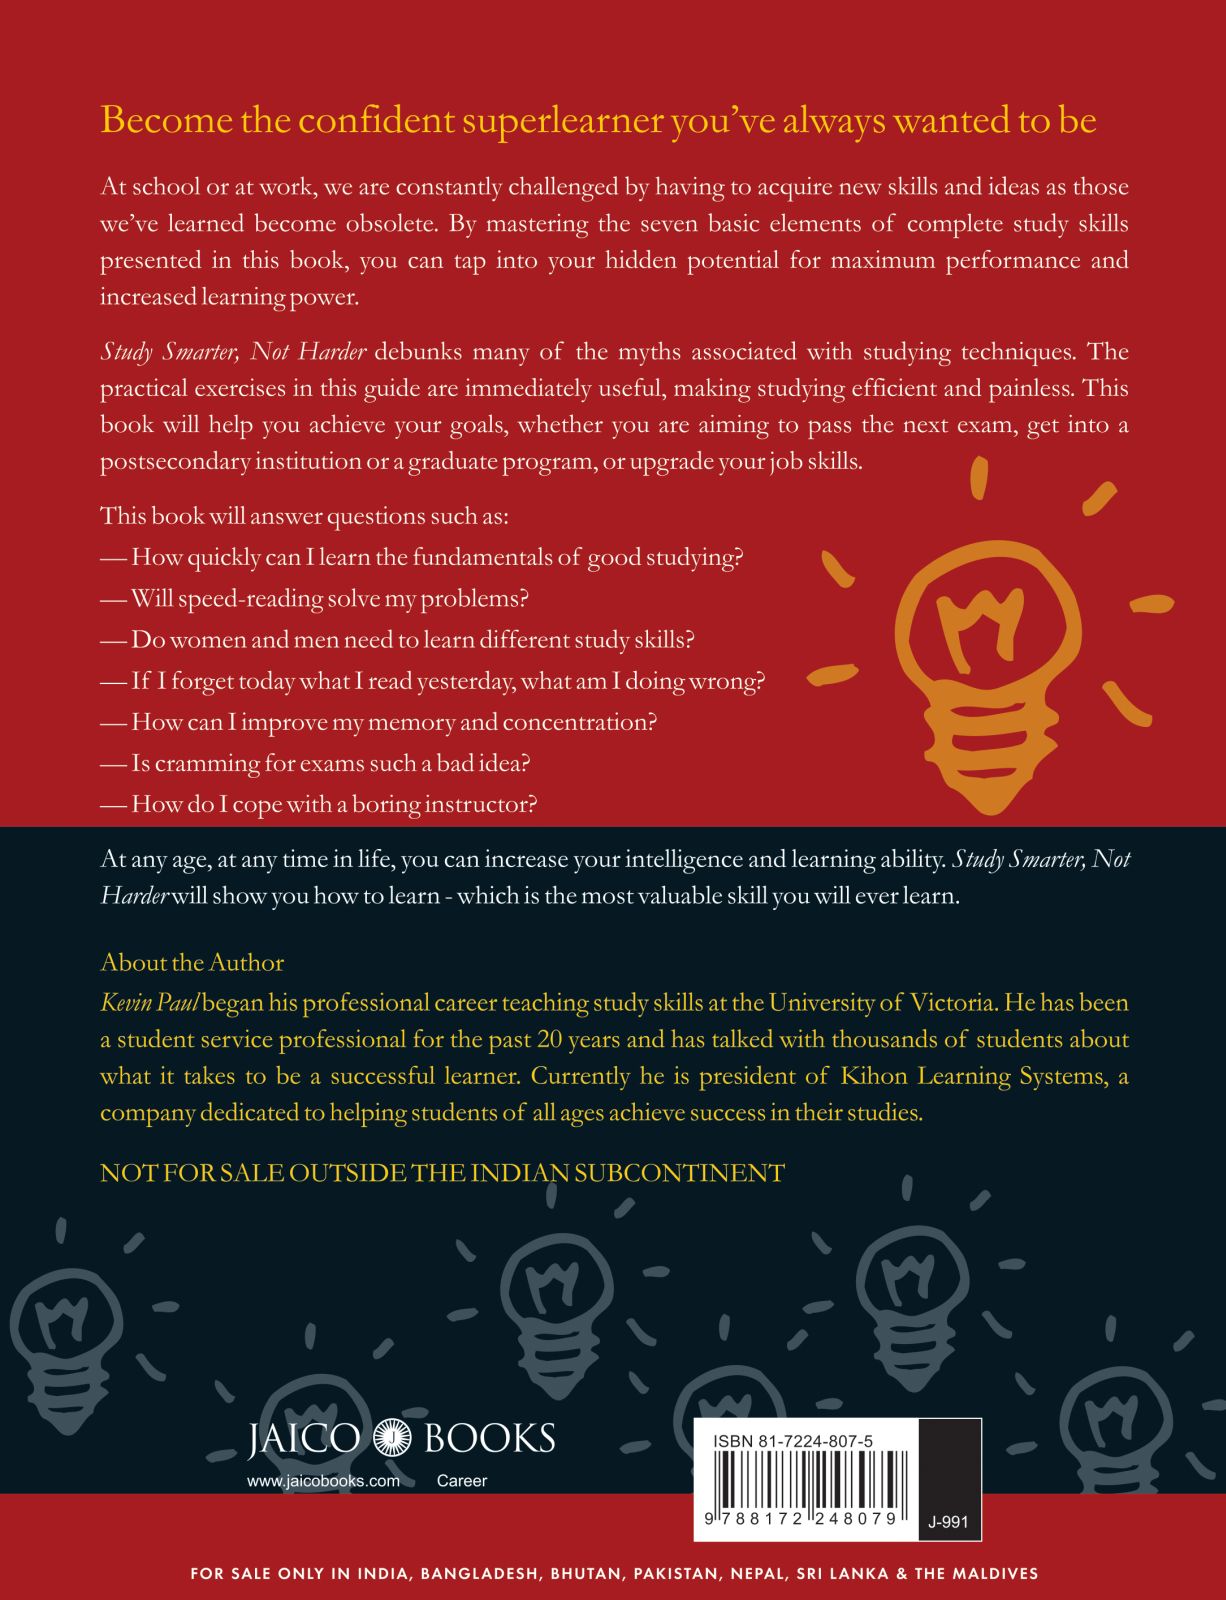 Become the confident superlearner you've always wanted to be
At school or at work, we are constantly challenged by having to acquire new skills and ideas as those
we've learned become obsolete. By mastering the seven basic elements of complete study skills
presented in this book, you can tap into your hidden potential for maximum performance and
increased learning power.
Study Smarter, Not Harder debunks many of the myths associated with studying techniques. The
practical exercises in this guide are immediately useful, making studying efficient and painless. This
book will help you achieve your goals, whether you are aiming to pass the next exam, get into a
postsecondary institution or a graduate program, or upgrade your job skills.
This book will answer questions such as:
— How quickly can I learn the fundamentals of good studying?
— Will speed-reading solve my problems?
— Do women and men need to learn different study skills?
— If I forget today what I read yesterday, what am I doing wrong?
— How can I improve my memory and concentration?
— Is cramming for exams such a bad idea?
— How do I cope with a boring instructor?
At any age, at any time in life, you can increase your intelligence and learning ability. Study Smarter, Not
Harder will show you how to learn - which is the most valuable skill you will ever learn.
About the Author
Kevin Paul began his professional career teaching study skills at the University of Victoria. He has been
a student service professional for the past 20 years and has talked with thousands of students about
what it takes to be a successful learner. Currently he is president of Kihon Learning Systems, a
company dedicated to helping students of all ages achieve success in their studies.
NOT FOR SALE OUTSIDE THE INDIAN SUBCONTINENT
JAICO J BOOKS
www.jaicobooks.com Career
ISBN 81-7224-807-5
9 788172 248079
J-991
FOR SALE ONLY IN INDIA, BANGLADESH, BHUTAN, PAKISTAN, NEPAL, SRI LANKA & THE MALDIVES